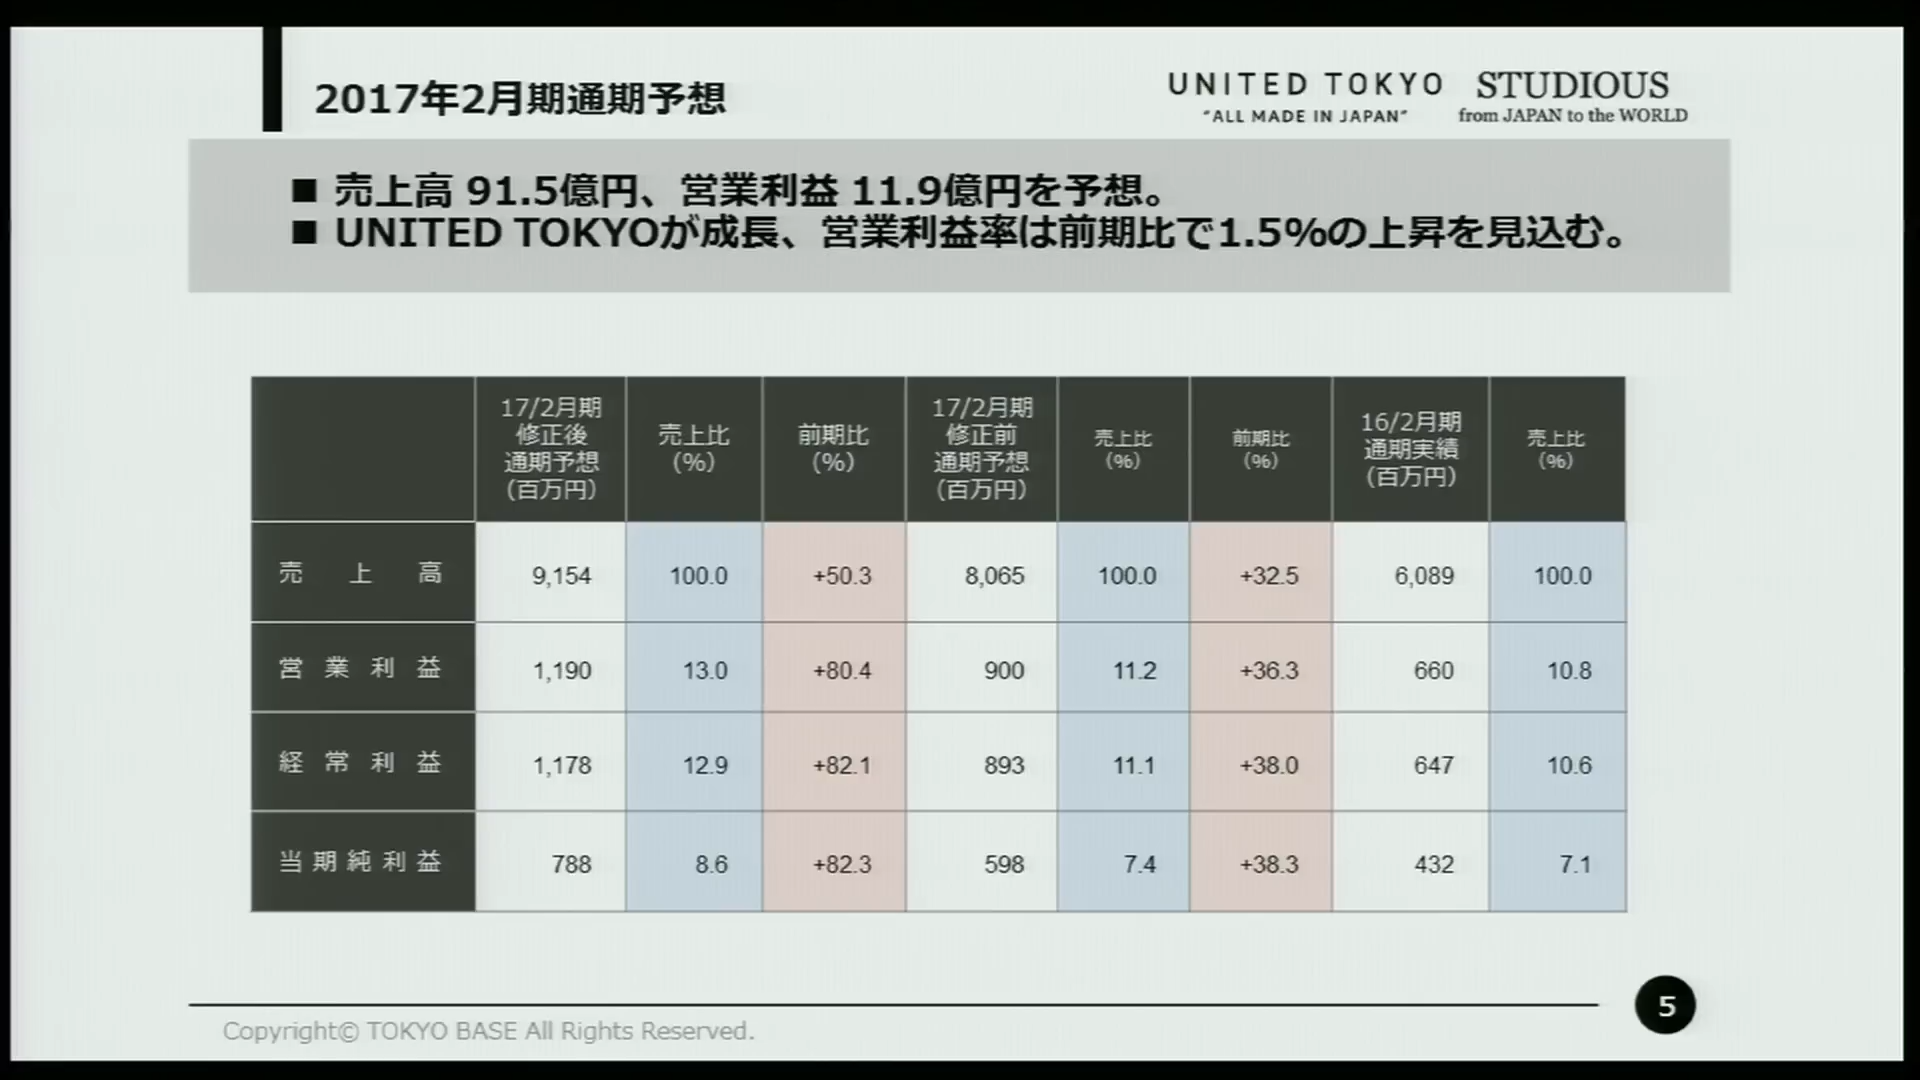 2017年2月期通期予想
UNITED TOKYO
"ALL MADE IN JAPAN"
STUDIOUS
from JAPAN to the WORLD
■ 売上高 91.5億円、営業利益 11.9億円を予想。
■ UNITED TOKYOが成長、営業利益率は前期比で1.5%の上昇を見込む。
17/2月期
修正後
通期予想
(百万円)
売上比
(%)
前期比
(%)
17/2月期
修正前
通期予想
(百万円)
売上比
(%)
前期比
(%)
16/2月期
通期実績
(百万円)
売上比
(%)
売上高 9,154 100.0 +50.3 8,065 100.0 +32.5 6,089 100.0
営業利益 1,190 13.0 +80.4 900 11.2 +36.3 660 10.8
経常利益 1,178 12.9 +82.1 893 11.1 +38.0 647 10.6
当期純利益 788 8.6 +82.3 598 7.4 +38.3 432 7.1
Copyright© TOKYO BASE All Rights Reserved.
5